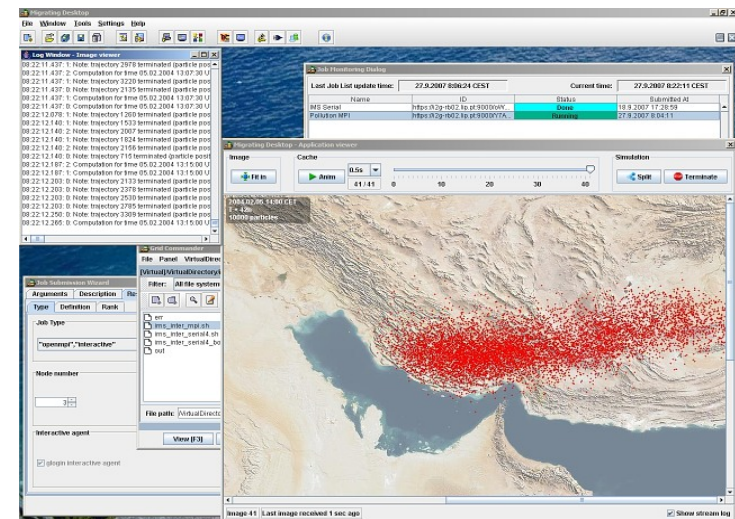 Migrating Desktop
File Window Tools Settings Help
Log Window - Image viewer
08:22:11.437: 1: Note: trajectory 2978 terminated (particle pos
08:22:11.437: 2: Computation for time 05.02.2004 13:07:30 U
08:22:11.437: 1: Note: trajectory 3220 terminated (particle pos
08:22:11.437: 0: Note: trajectory 2135 terminated (particle pos
08:22:11.437: 1: Computation for time 05.02.2004 13:07:30 U
08:22:11.437: 0: Computation for time 05.02.2004 13:07:30 U
08:22:12.078: 1: Note: trajectory 1260 terminated (particle pos
08:22:12.140: 1: Note: trajectory 1533 terminated (particle pos
08:22:12.140: 2: Note: trajectory 2007 terminated (particle pos
08:22:12.140: 1: Note: trajectory 1824 terminated (particle pos
08:22:12.140: 2: Note: trajectory 2156 terminated (particle pos
08:22:12.140: 0: Note: trajectory 715 terminated (particle posit
08:22:12.187: 2: Computation for time 05.02.2004 13:15:00 U
08:22:12.187: 1: Computation for time 05.02.2004 13:15:00 U
08:22:12.203: 0: Note: trajectory 2133 terminated (particle pos
08:22:12.203: 0: Note: trajectory 2378 terminated (particle pos
08:22:12.203: 0: Note: trajectory 2530 terminated (particle pos
08:22:12.203: 0: Note: trajectory 2785 terminated (particle pos
08:22:12.250: 0: Note: trajectory 3309 terminated (particle pos
08:22:12.265: 0: Computation for time 05.02.2004 13:15:00 U
Job Monitoring Dialog
Last Job List update time: 27.9.2007 8:06:24 CEST Current time: 27.9.2007 8:22:11 CEST
Name ID Status Submitted At
IMS Serial Done 18.9.2007 17:28:59
Pollution MPI Running 27.9.2007 8:04:11
Migrating Desktop - Application viewer
Image Cache Simulation
Fit in Anim 0.5s 41 / 41 0 10 20 30 40 Split Terminate
10000 particles
Grid Commander
File Panel VirtualDirec
Filter: All file system
err
ims_inter_mpi.sh
ims_inter_serial4.sh
ims_inter_serial4_bo
out
File path: /VirtualDirecto
View [F3]
Job Submission Wizard
Arguments Description Re
Type Definition Rank
Job Type
"openmpi","interactive"
Node number
3
Interactive agent
glogin interactive agent
Image 41 Last image received 1 sec ago Show stream log